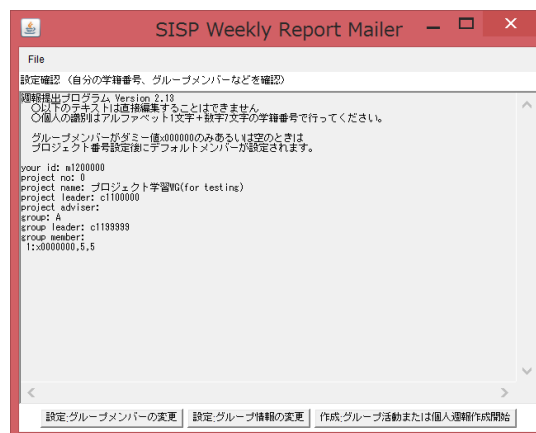 SISP Weekly Report Mailer
File
設定確認 (自分の学籍番号、グループメンバーなどを確認)
週報提出プログラム Version 2.13
○以下のテキストは直接編集することはできません
○個人の識別はアルファベット1文字+数字7文字の学籍番号で行ってください。
グループメンバーがダミー値x000000のみあるいは空のときは
プロジェクト番号設定後にデフォルトメンバーが設定されます。
your id: m1200000
project no: 0
project name: プロジェクト学習WG(for testing)
project leader: c1100000
project adviser:
group: A
group leader: c1199999
group member:
1:x0000000,5,5
設定:グループメンバーの変更
設定:グループ情報の変更
作成:グループ活動または個人週報作成開始